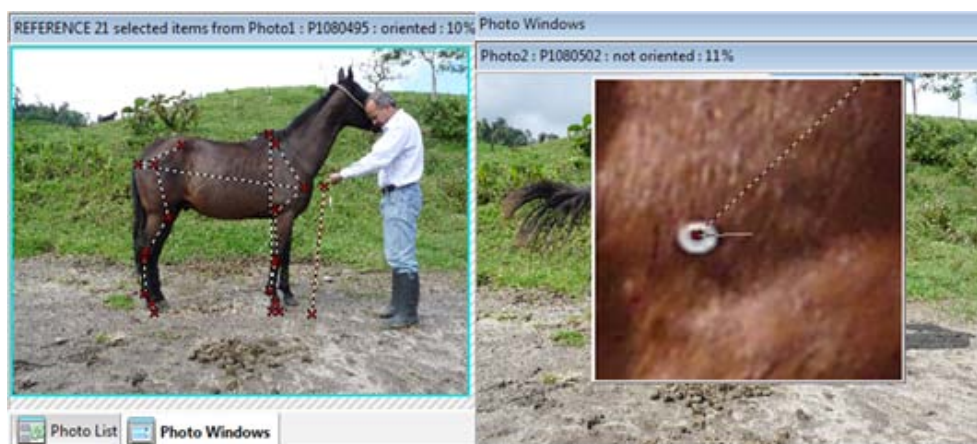 REFERENCE 21 selected items from Photo1 : P1080495 : oriented : 10%
Photo Windows
Photo2 : P1080502 : not oriented : 11%
Photo List
Photo Windows